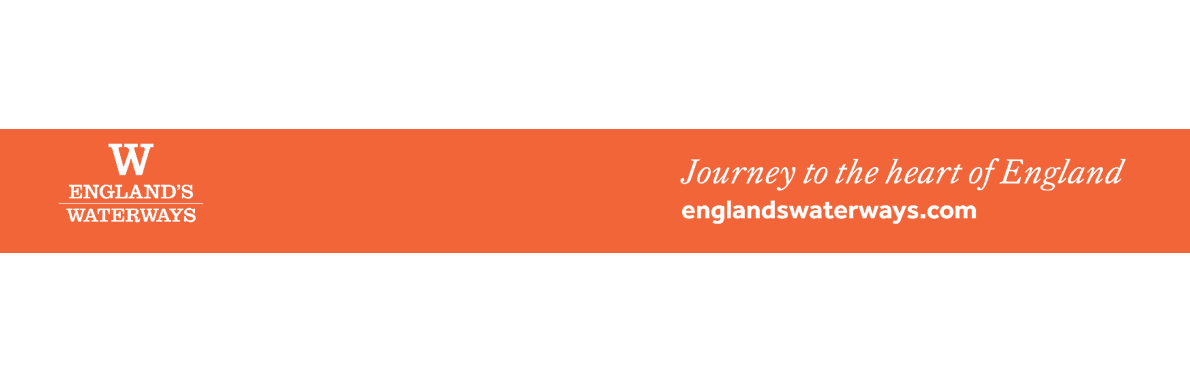 W
ENGLAND'S
WATERWAYS
Journey to the heart of England
englandswaterways.com